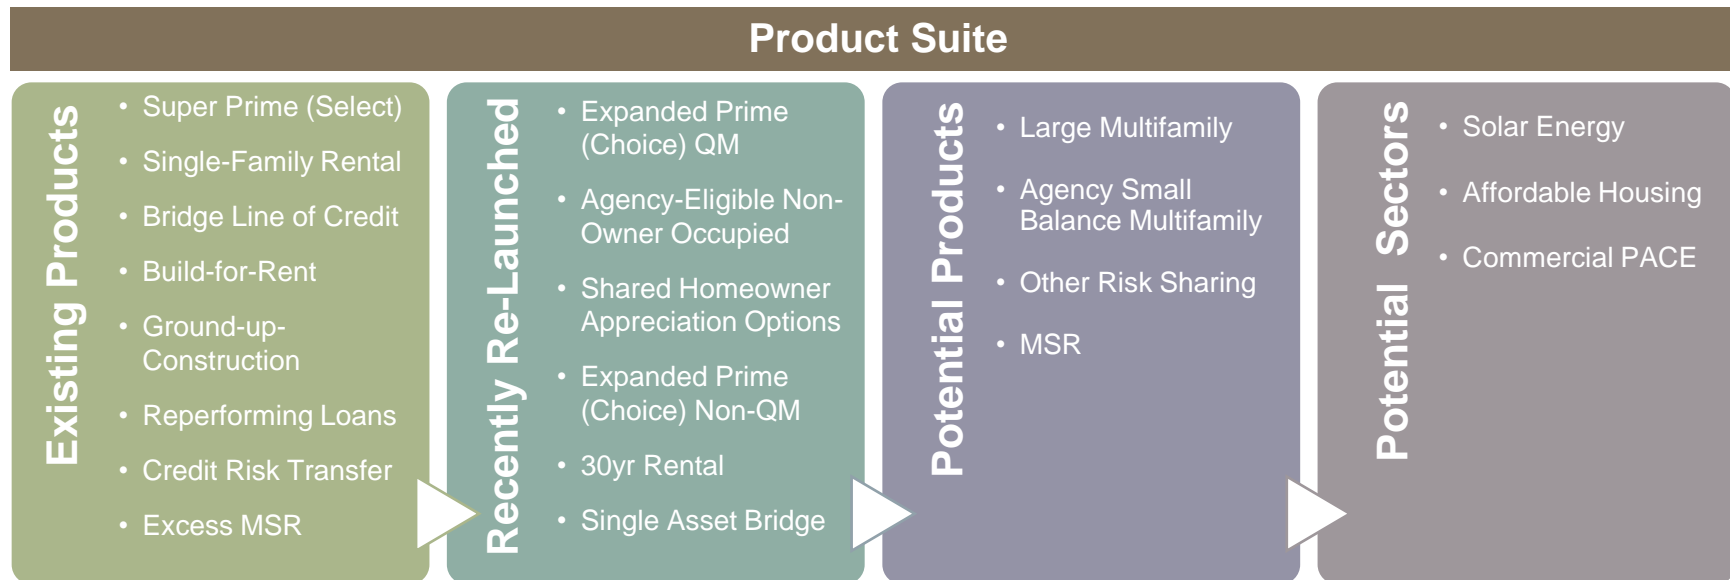 Product Suite
Existing Products
• Super Prime (Select)
• Single-Family Rental
• Bridge Line of Credit
• Build-for-Rent
• Ground-up-
Construction
• Reperforming Loans
• Credit Risk Transfer
• Excess MSR
Recently Re-Launched
• Expanded Prime
(Choice) QM
• Agency-Eligible Non-
Owner Occupied
• Shared Homeowner
Appreciation Options
• Expanded Prime
(Choice) Non-QM
• 30yr Rental
• Single Asset Bridge
Potential Products
• Large Multifamily
• Agency Small
Balance Multifamily
• Other Risk Sharing
• MSR
Potential Sectors
• Solar Energy
• Affordable Housing
• Commercial PACE